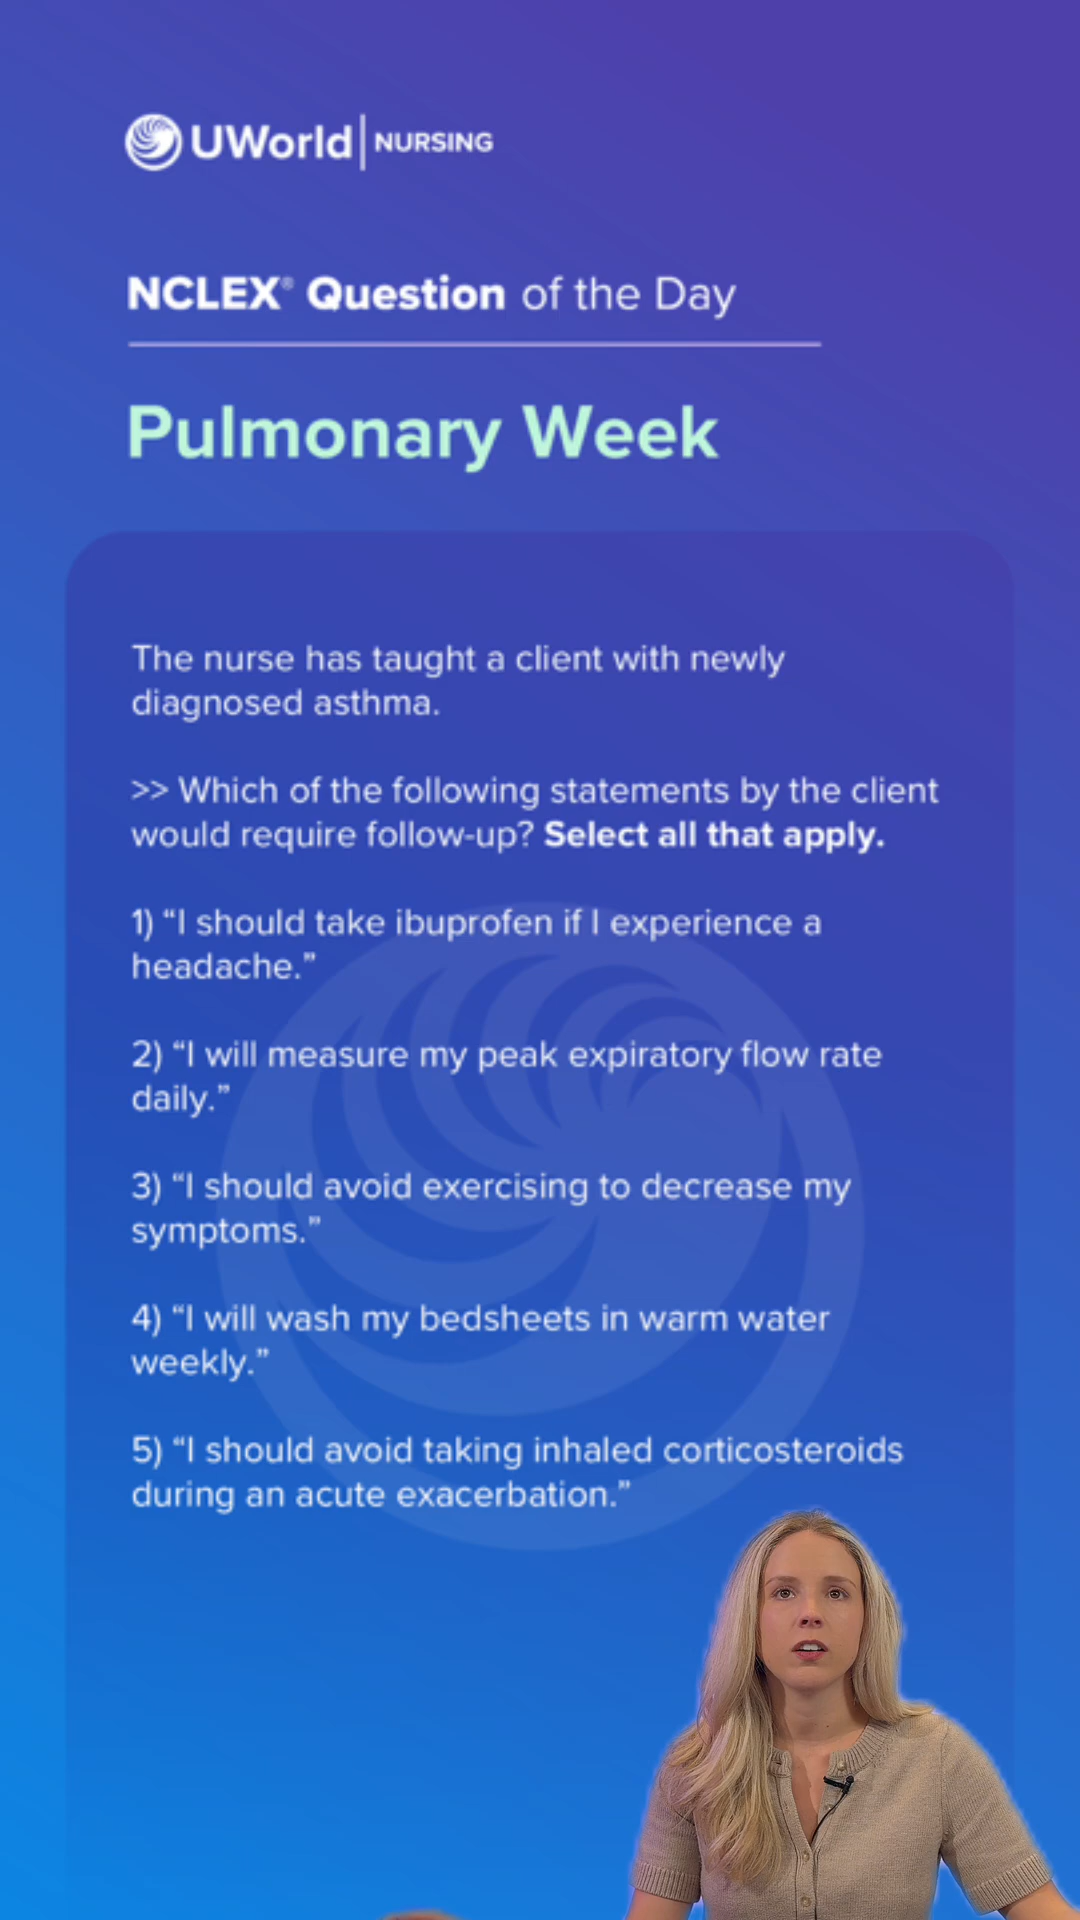 UWorld | NURSING
NCLEX® Question of the Day
Pulmonary Week
The nurse has taught a client with newly
diagnosed asthma.
>> Which of the following statements by the client
would require follow-up? Select all that apply.
1) “I should take ibuprofen if I experience a
headache.”
2) “I will measure my peak expiratory flow rate
daily.”
3) “I should avoid exercising to decrease my
symptoms.”
4) “I will wash my bedsheets in warm water
weekly.”
5) “I should avoid taking inhaled corticosteroids
during an acute exacerbation.”